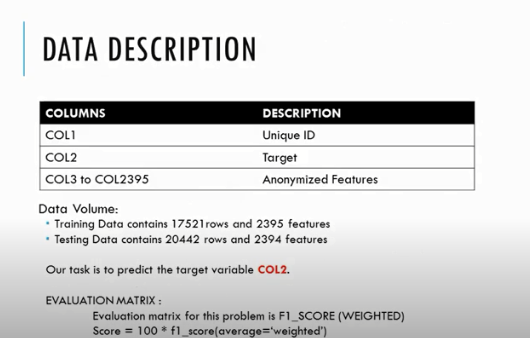 DATA DESCRIPTION
COLUMNS DESCRIPTION
COL1 Unique ID
COL2 Target
COL3 to COL2395 Anonymized Features
Data Volume:
• Training Data contains 17521rows and 2395 features
• Testing Data contains 20442 rows and 2394 features
Our task is to predict the target variable COL2.
EVALUATION MATRIX :
Evaluation matrix for this problem is F1_SCORE (WEIGHTED)
Score = 100 * f1_score(average='weighted')